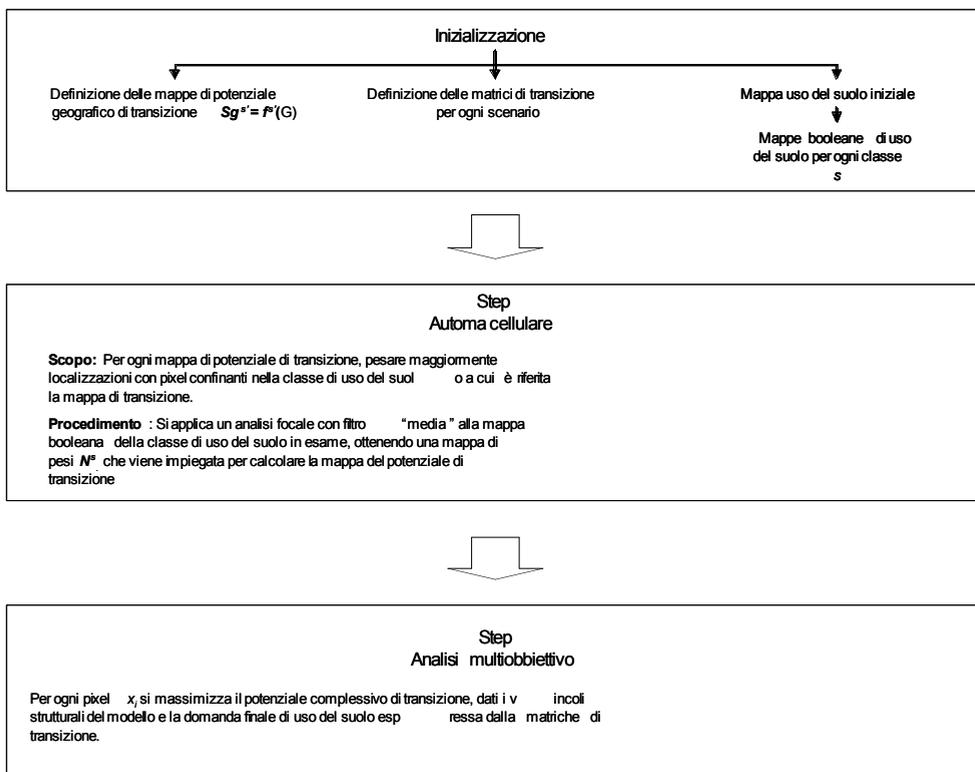 Inizializzazione
Definizione delle mappe di potenziale
geografico di transizione Sg^s' = f^s'(G)
Definizione delle matrici di transizione
per ogni scenario
Mappa uso del suolo iniziale
Mappe booleane di uso
del suolo per ogni classe
s
Step
Automa cellulare
Scopo: Per ogni mappa di potenziale di transizione, pesare maggiormente
localizzazioni con pixel confinanti nella classe di uso del suol o a cui è riferita
la mappa di transizione.
Procedimento : Si applica un analisi focale con filtro “media ” alla mappa
booleana della classe di uso del suolo in esame, ottenendo una mappa di
pesi N^s, che viene impiegata per calcolare la mappa del potenziale di
transizione
Step
Analisi multiobbiettivo
Per ogni pixel x_i si massimizza il potenziale complessivo di transizione, dati i v incoli
strutturali del modello e la domanda finale di uso del suolo esp ressa dalla matriche di
transizione.